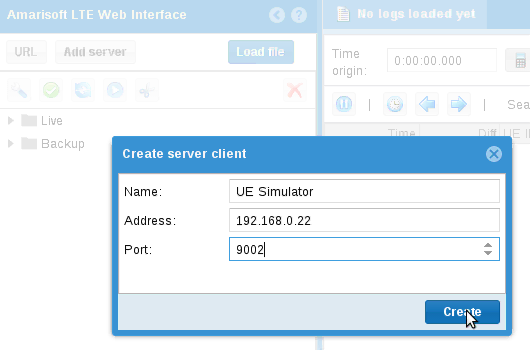 Amarisoft LTE Web Interface
No logs loaded yet
URL
Add server
Load file
Time origin:
0:00:00.000
Sea
Live
Backup
Time
Diff
UE I
Create server client
Name:
UE Simulator
Address:
192.168.0.22
Port:
9002
Create